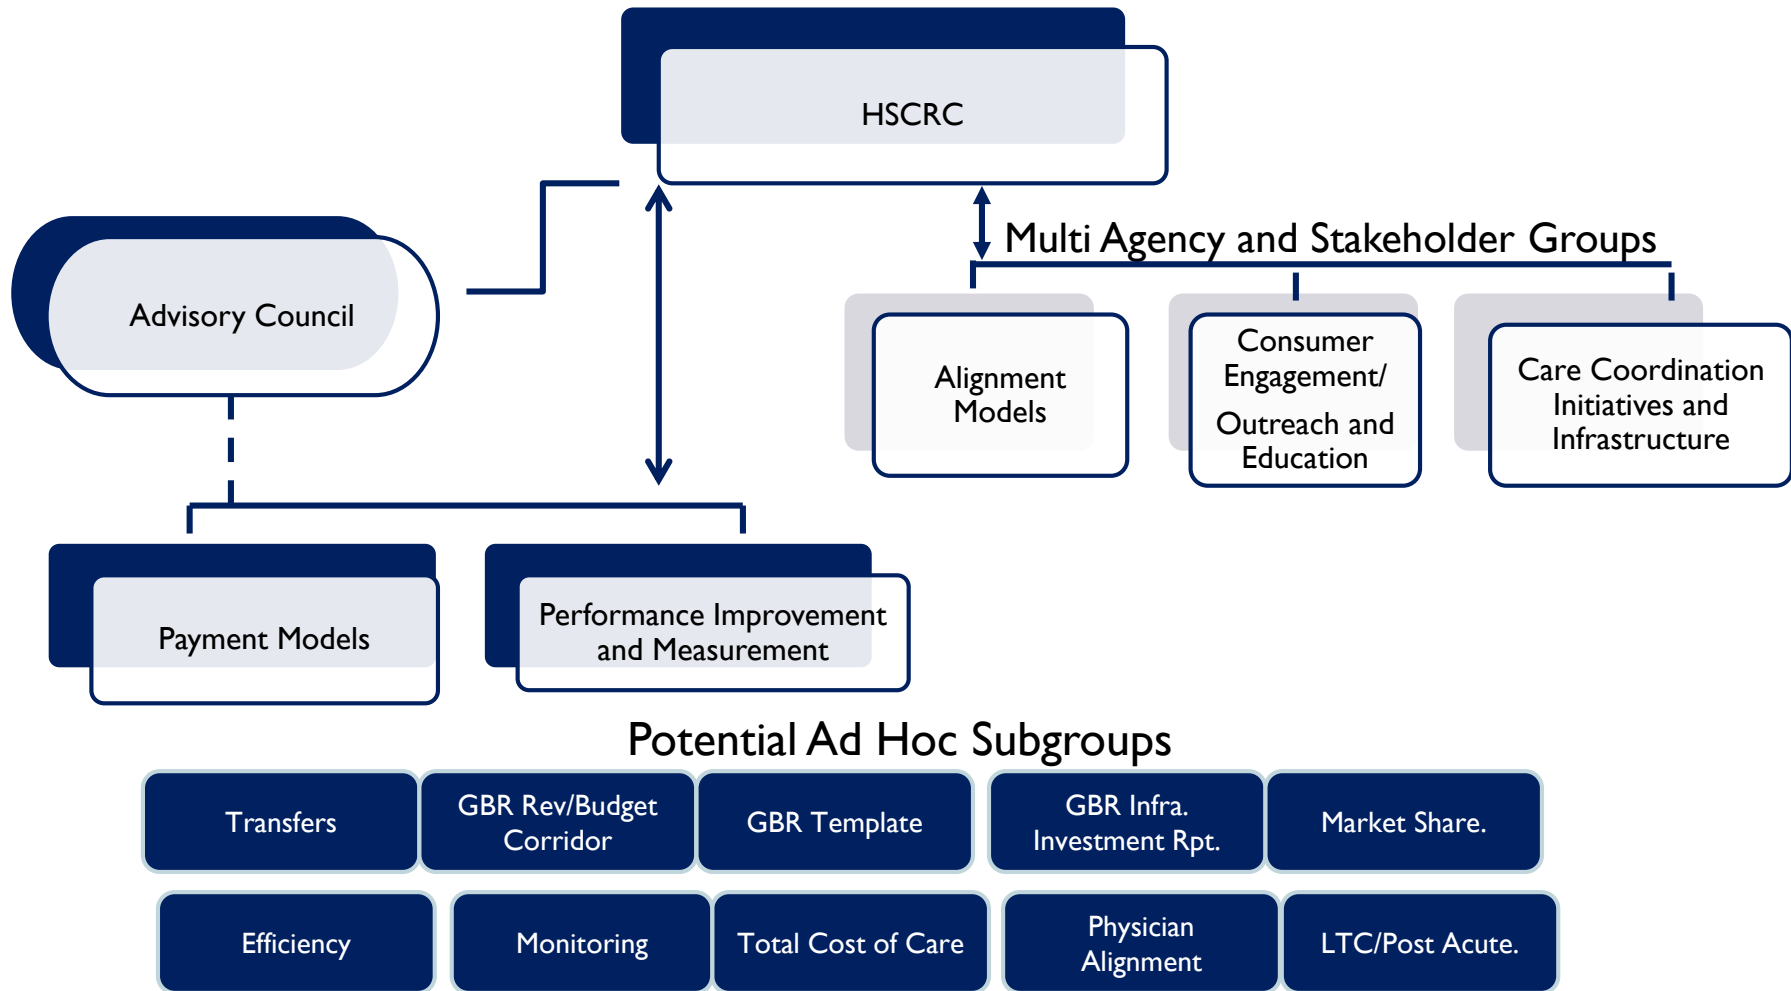 HSCRC
Multi Agency and Stakeholder Groups
Advisory Council
Alignment
Models
Consumer
Engagement/
Outreach and
Education
Care Coordination
Initiatives and
Infrastructure
Payment Models
Performance Improvement
and Measurement
Potential Ad Hoc Subgroups
Transfers
GBR Rev/Budget
Corridor
GBR Template
GBR Infra.
Investment Rpt.
Market Share.
Efficiency
Monitoring
Total Cost of Care
Physician
Alignment
LTC/Post Acute.